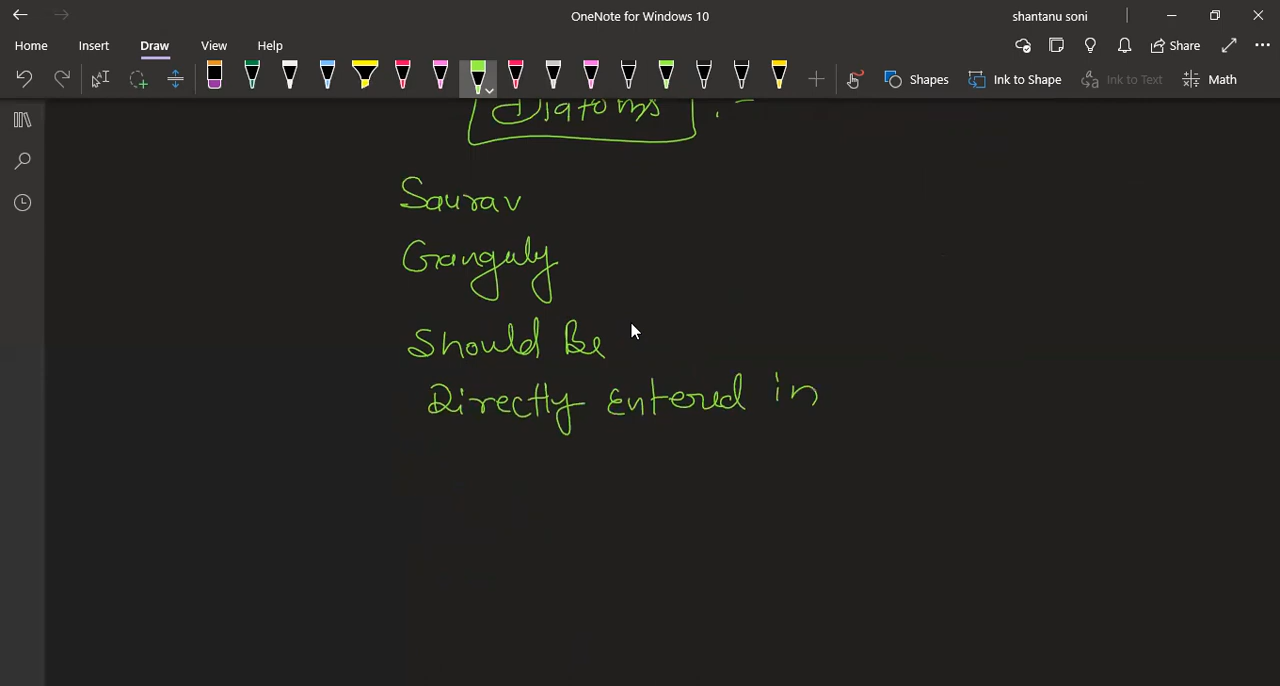 OneNote for Windows 10
shantanu soni
Home Insert Draw View Help
Share
Shapes Ink to Shape Ink to Text Math
Diatoms :-
Saurav
Ganguly
Should Be
Directly Entered in